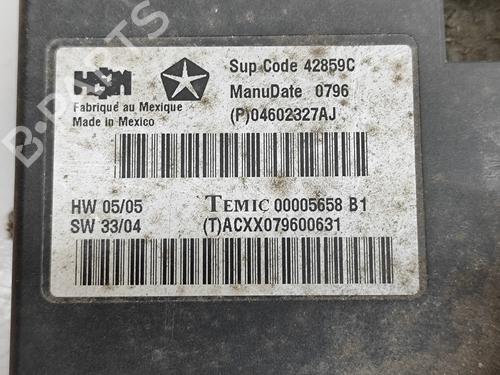 Sup Code 42859C
ManuDate 0796
Fabriqué au Mexique
Made in Mexico
(P)04602327AJ
HW 05/05
TEMIC 00005658 B1
SW 33/04
(T)ACXX079600631
B-PARTS